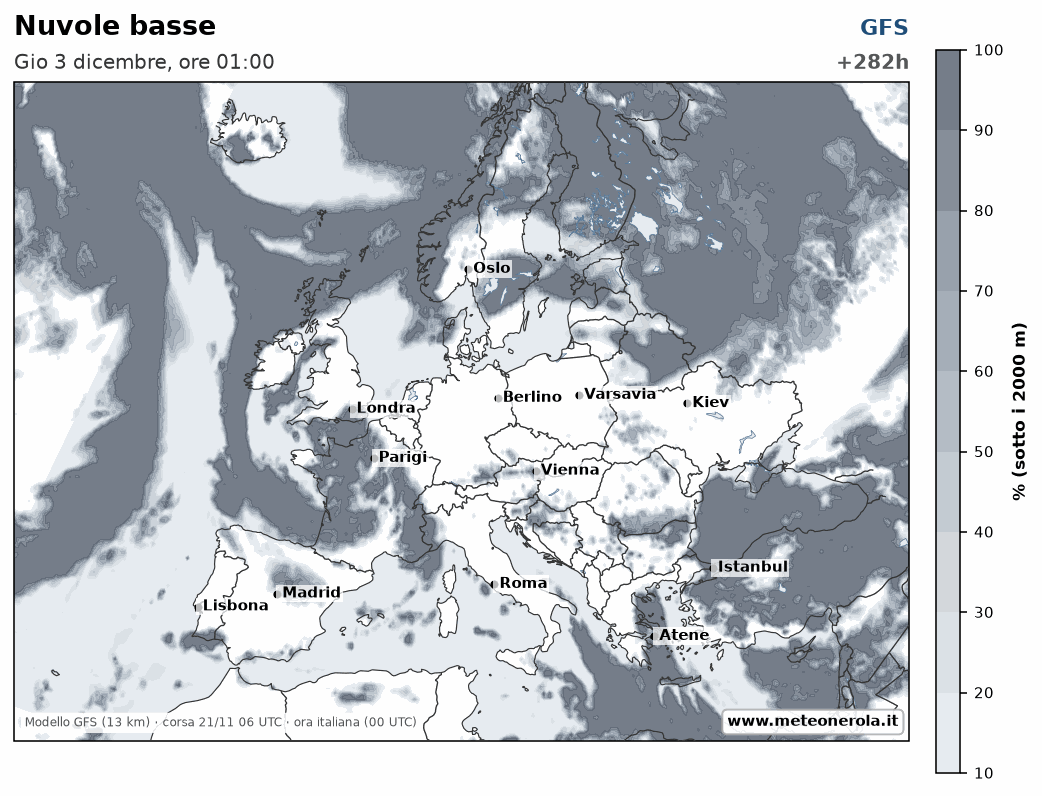 Nuvole basse
GFS
Gio 3 dicembre, ore 01:00
+282h
100
90
80
70
60
50
40
30
20
10
% (sotto i 2000 m)
Oslo
Berlino
Varsavia
Kiev
Londra
Parigi
Vienna
Istanbul
Roma
Madrid
Lisbona
Atene
Modello GFS (13 km) · corsa 21/11 06 UTC · ora italiana (00 UTC)
www.meteonerola.it